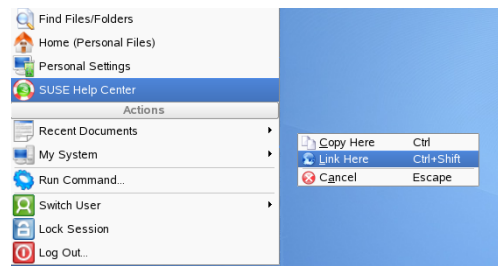 Find Files/Folders
Home (Personal Files)
Personal Settings
SUSE Help Center
Actions
Recent Documents
My System
Run Command...
Switch User
Lock Session
Log Out...
Copy Here Ctrl
Link Here Ctrl+Shift
Cancel Escape